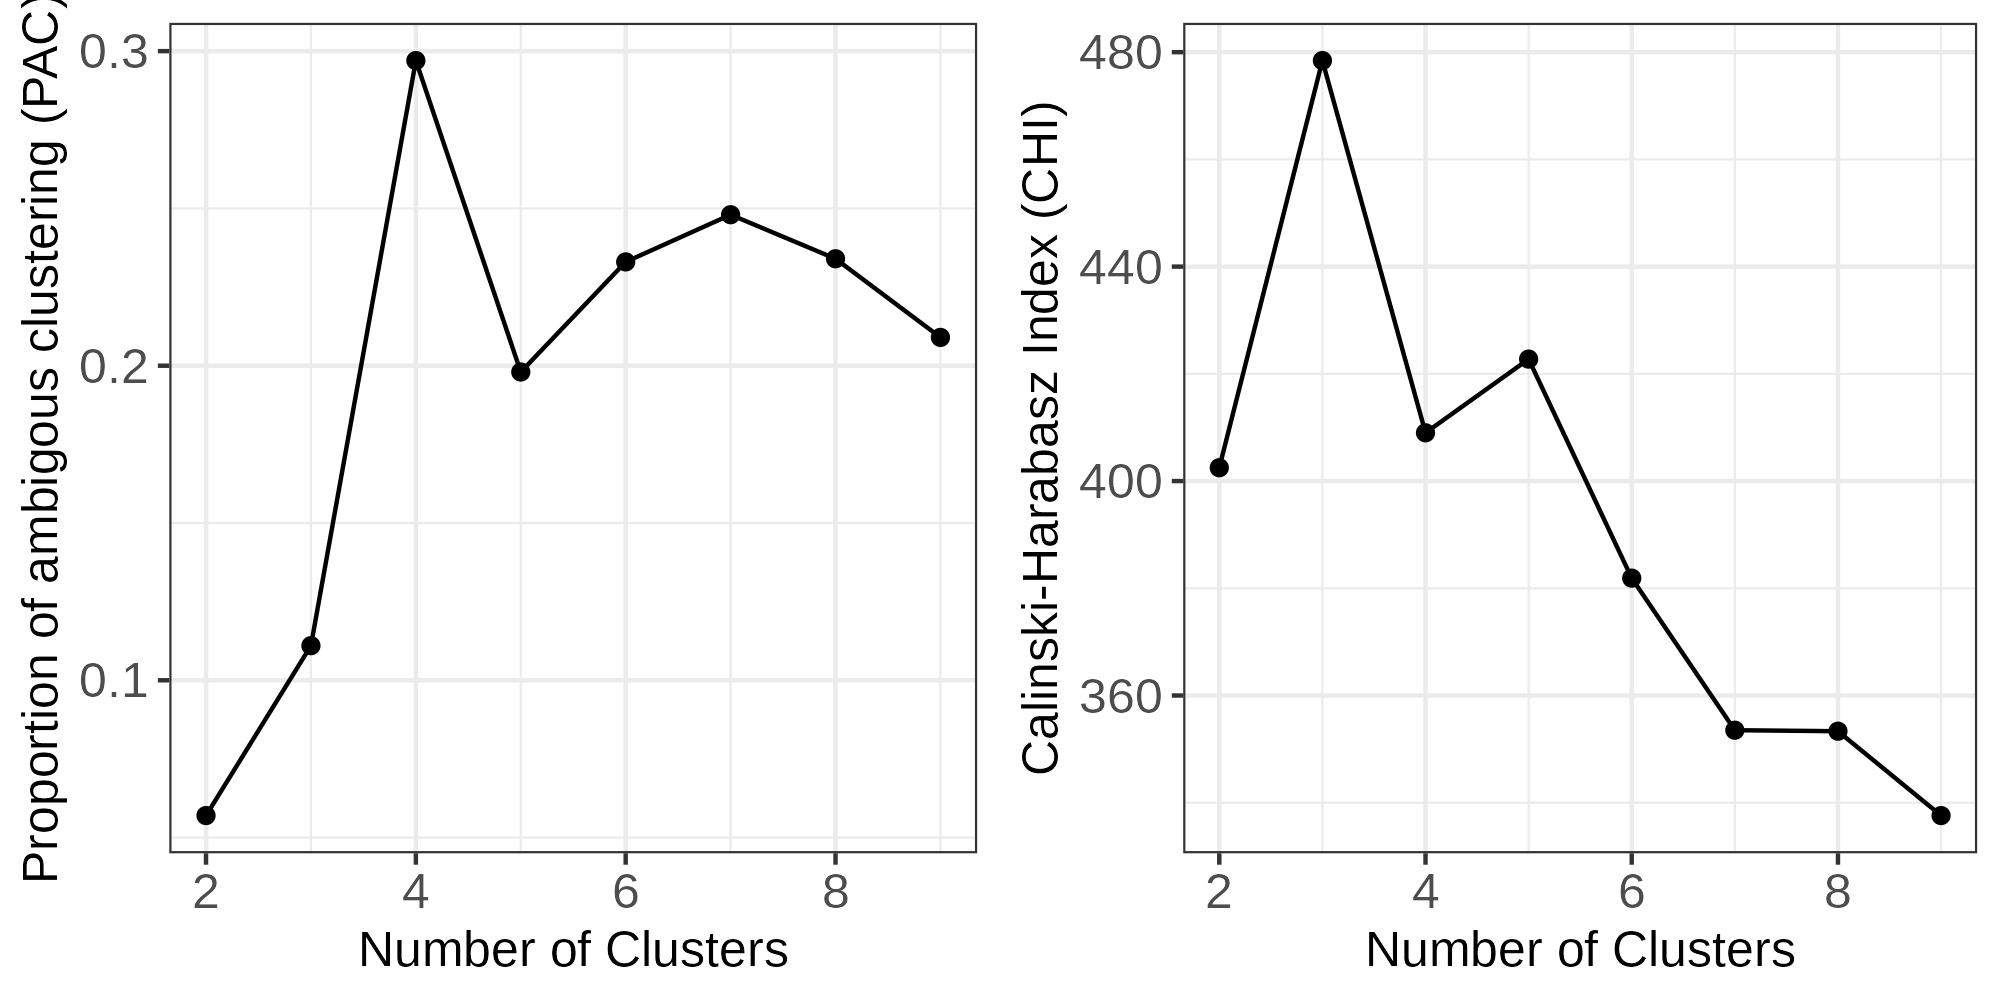 Proportion of ambigous clustering (PAC)
0.3
0.2
0.1
2 4 6 8
Number of Clusters
Calinski-Harabasz Index (CHI)
480
440
400
360
2 4 6 8
Number of Clusters